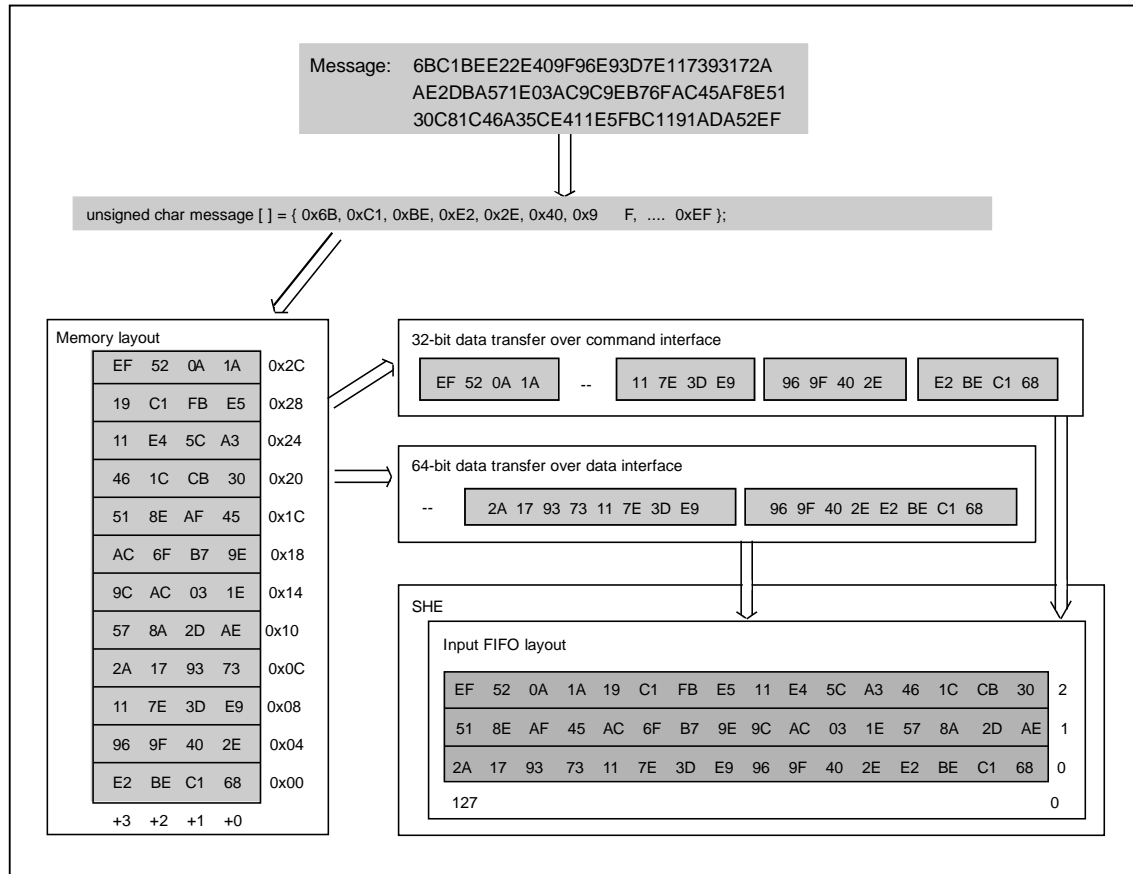 Message: 6BC1BEE22E409F96E93D7E117393172A
AE2DBA571E03AC9C9EB76FAC45AF8E51
30C81C46A35CE411E5FBC1191ADA52EF
unsigned char message [ ] = { 0x6B, 0xC1, 0xBE, 0xE2, 0x2E, 0x40, 0x9 F, .... 0xEF };
Memory layout
EF 52 0A 1A 0x2C
19 C1 FB E5 0x28
11 E4 5C A3 0x24
46 1C CB 30 0x20
51 8E AF 45 0x1C
AC 6F B7 9E 0x18
9C AC 03 1E 0x14
57 8A 2D AE 0x10
2A 17 93 73 0x0C
11 7E 3D E9 0x08
96 9F 40 2E 0x04
E2 BE C1 68 0x00
+3 +2 +1 +0
32-bit data transfer over command interface
EF 52 0A 1A -- 11 7E 3D E9 96 9F 40 2E E2 BE C1 68
64-bit data transfer over data interface
-- 2A 17 93 73 11 7E 3D E9 96 9F 40 2E E2 BE C1 68
SHE
Input FIFO layout
EF 52 0A 1A 19 C1 FB E5 11 E4 5C A3 46 1C CB 30 2
51 8E AF 45 AC 6F B7 9E 9C AC 03 1E 57 8A 2D AE 1
2A 17 93 73 11 7E 3D E9 96 9F 40 2E E2 BE C1 68 0
127 0